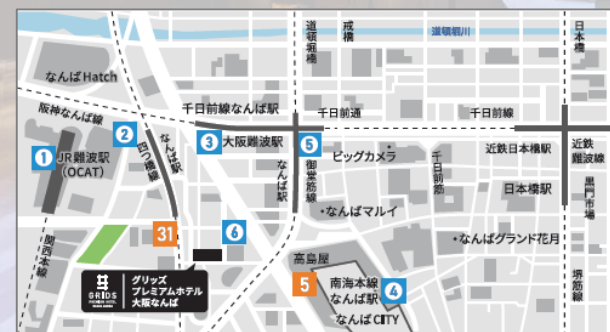 道頓堀橋
戎橋
道頓堀川
日本橋
なんばHatch
阪神なんば線
千日前線なんば駅
千日前通
千日前線
2
なんば駅
四つ橋線
3
大阪難波駅
5
ビックカメラ
近鉄日本橋駅
近鉄
難波線
1
JR難波駅
(OCAT)
なんば駅
御堂筋線
千日前筋
日本橋駅
黒門市場
なんばマルイ
31
6
なんばグランド花月
関西本線
高島屋
堺筋線
GRIDS
グリッズ
プレミアムホテル
大阪なんば
5
南海本線
なんば駅
4
なんばCITY